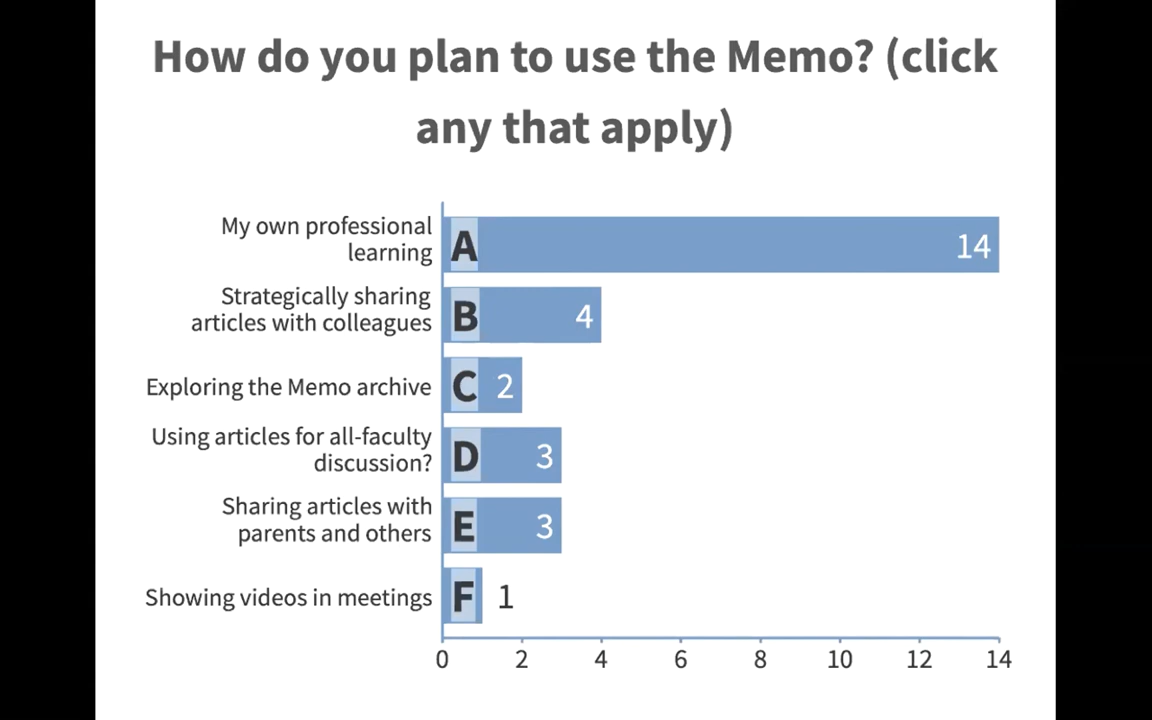 How do you plan to use the Memo? (click
any that apply)
My own professional
learning
A
14
Strategically sharing
articles with colleagues
B
4
Exploring the Memo archive
C
2
Using articles for all-faculty
discussion?
D
3
Sharing articles with
parents and others
E
3
Showing videos in meetings
F
1
0 2 4 6 8 10 12 14